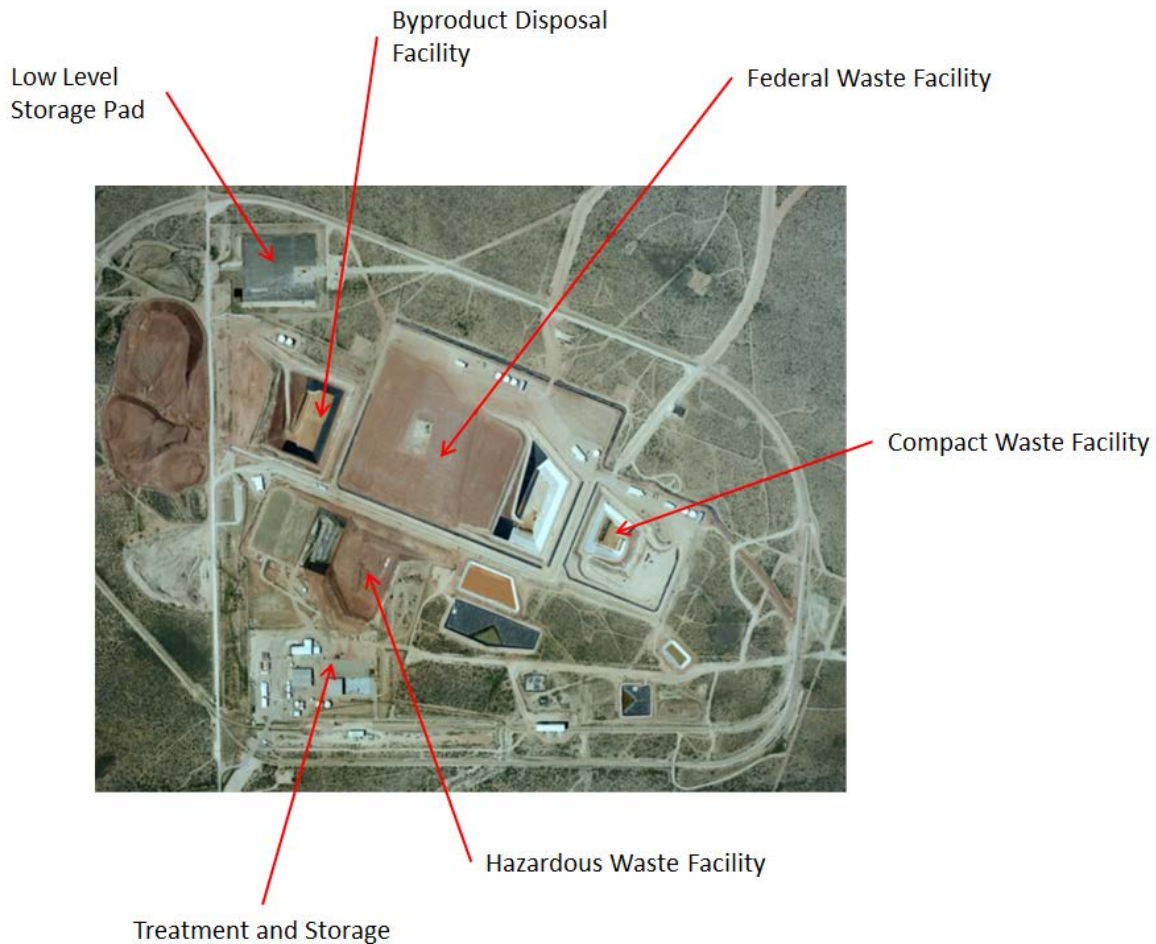 Byproduct Disposal
Facility
Low Level
Storage Pad
Federal Waste Facility
Compact Waste Facility
Hazardous Waste Facility
Treatment and Storage